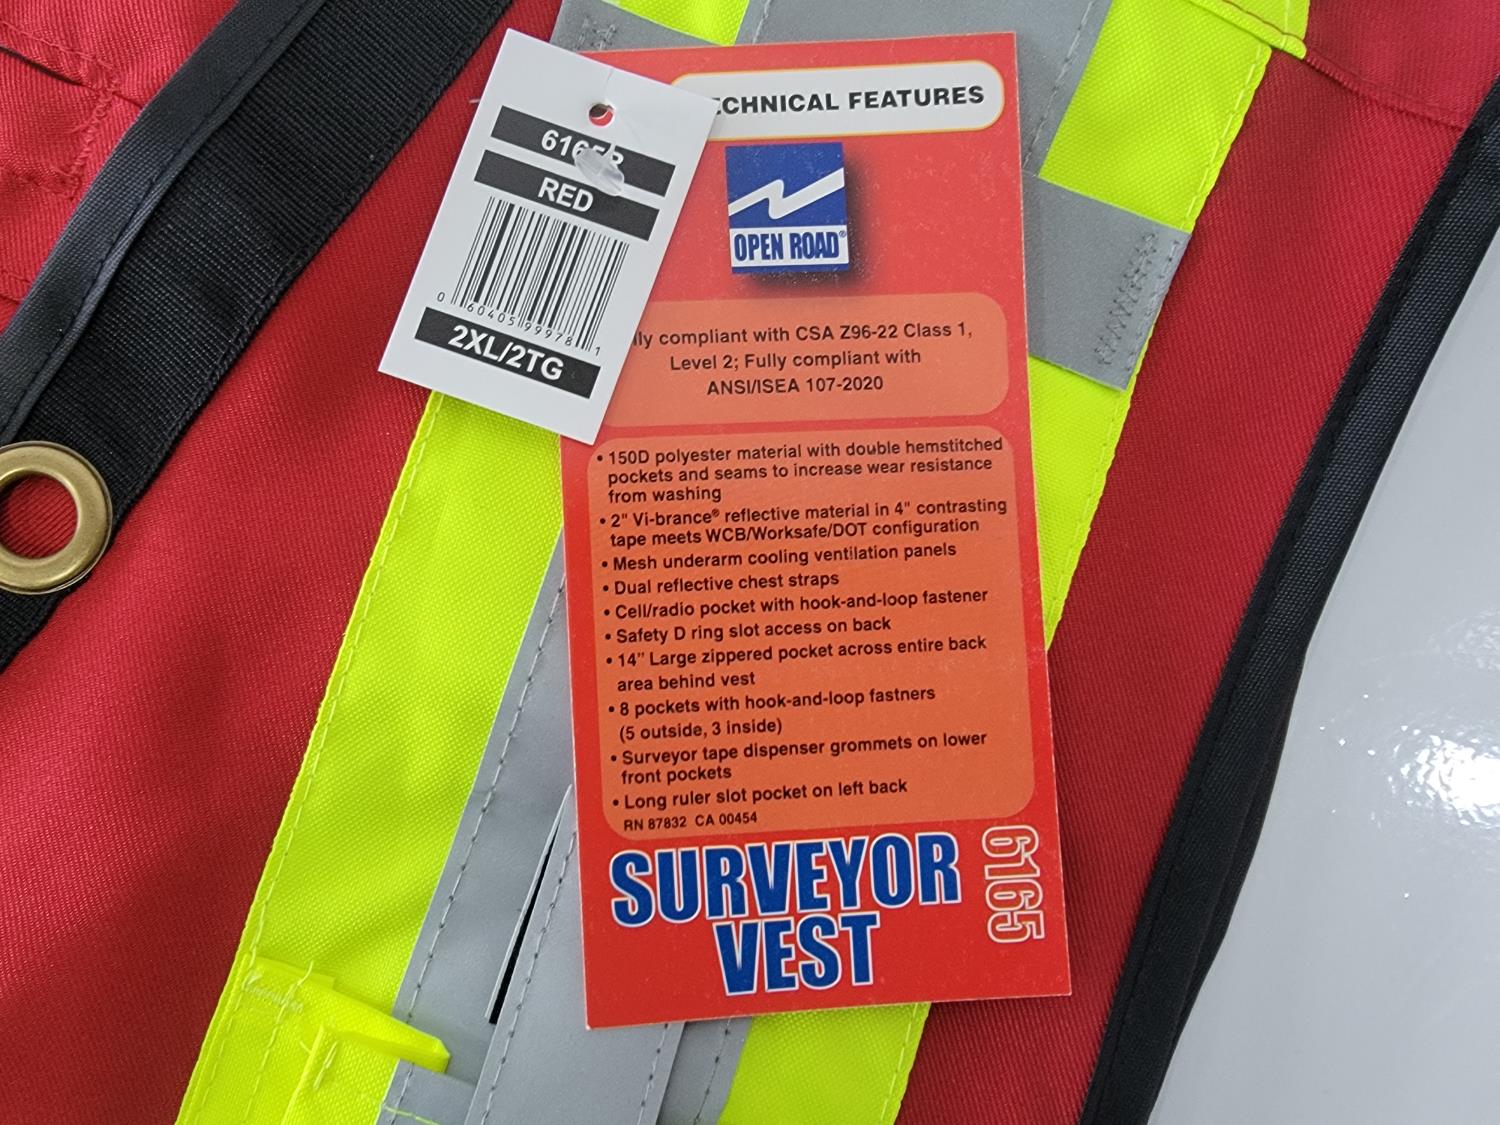 RED
0 60405 99978 1
2XL/2TG
TECHNICAL FEATURES
OPEN ROAD®
compliant with CSA Z96-22 Class 1,
Level 2; Fully compliant with
ANSI/ISEA 107-2020
• 150D polyester material with double hemstitched
pockets and seams to increase wear resistance
from washing
• 2" Vi-brance® reflective material in 4" contrasting
tape meets WCB/Worksafe/DOT configuration
• Mesh underarm cooling ventilation panels
• Dual reflective chest straps
• Cell/radio pocket with hook-and-loop fastener
• Safety D ring slot access on back
• 14” Large zippered pocket across entire back
area behind vest
• 8 pockets with hook-and-loop fastners
(5 outside, 3 inside)
• Surveyor tape dispenser grommets on lower
front pockets
• Long ruler slot pocket on left back
RN 87832 CA 00454
SURVEYOR
VEST
6165